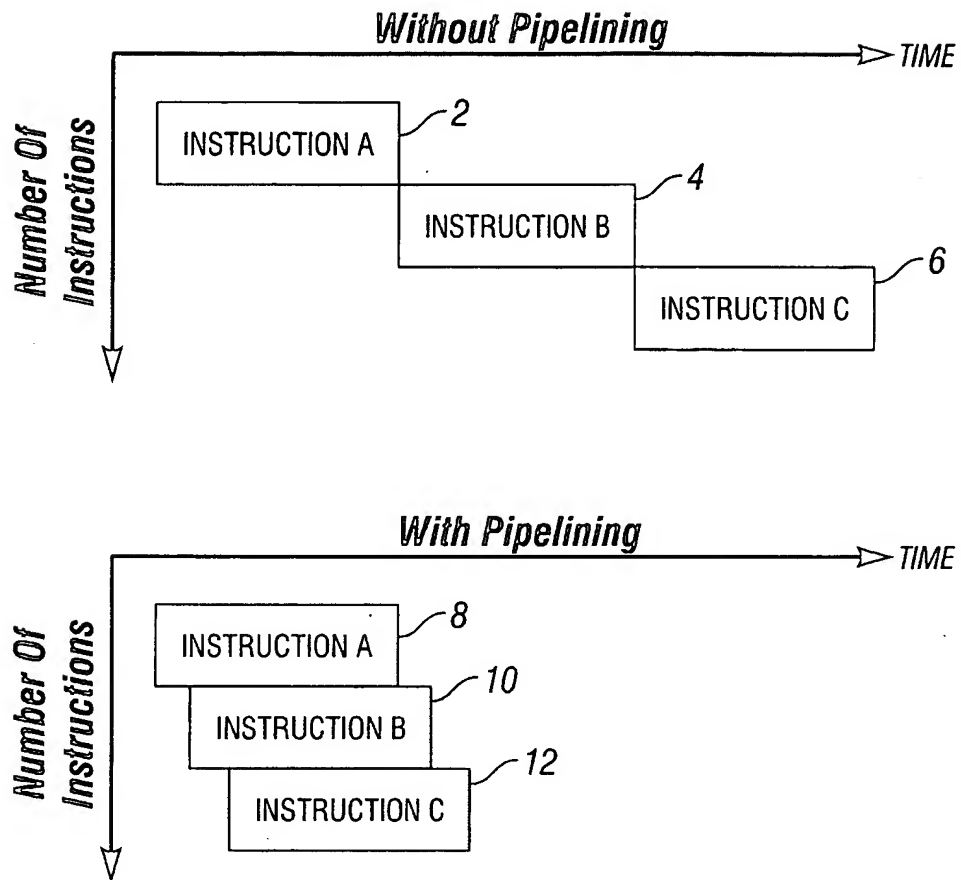 Without Pipelining
TIME
Number Of
Instructions
INSTRUCTION A
2
INSTRUCTION B
4
INSTRUCTION C
6
With Pipelining
TIME
Number Of
Instructions
INSTRUCTION A
8
INSTRUCTION B
10
INSTRUCTION C
12